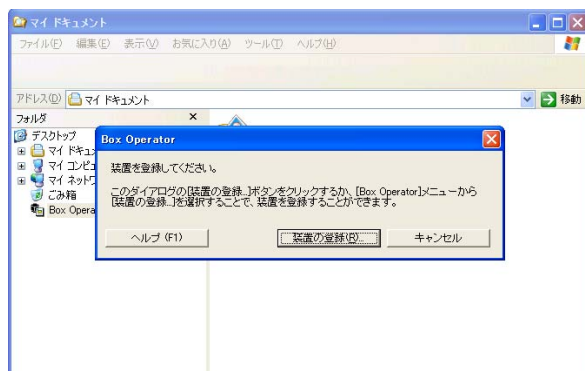 マイ ドキュメント
ファイル(F) 編集(E) 表示(V) お気に入り(A) ツール(T) ヘルプ(H)
アドレス(D) マイ ドキュメント 移動
フォルダ ×
デスクトップ
マイ ドキュ
マイ コンピュ
マイ ネットワ
ごみ箱
Box Opera
Box Operator
装置を登録してください。
このダイアログの[装置の登録...]ボタンをクリックするか、[Box Operator]メニューから
[装置の登録...]を選択することで、装置を登録することができます。
ヘルプ (F1) 装置の登録(R)... キャンセル